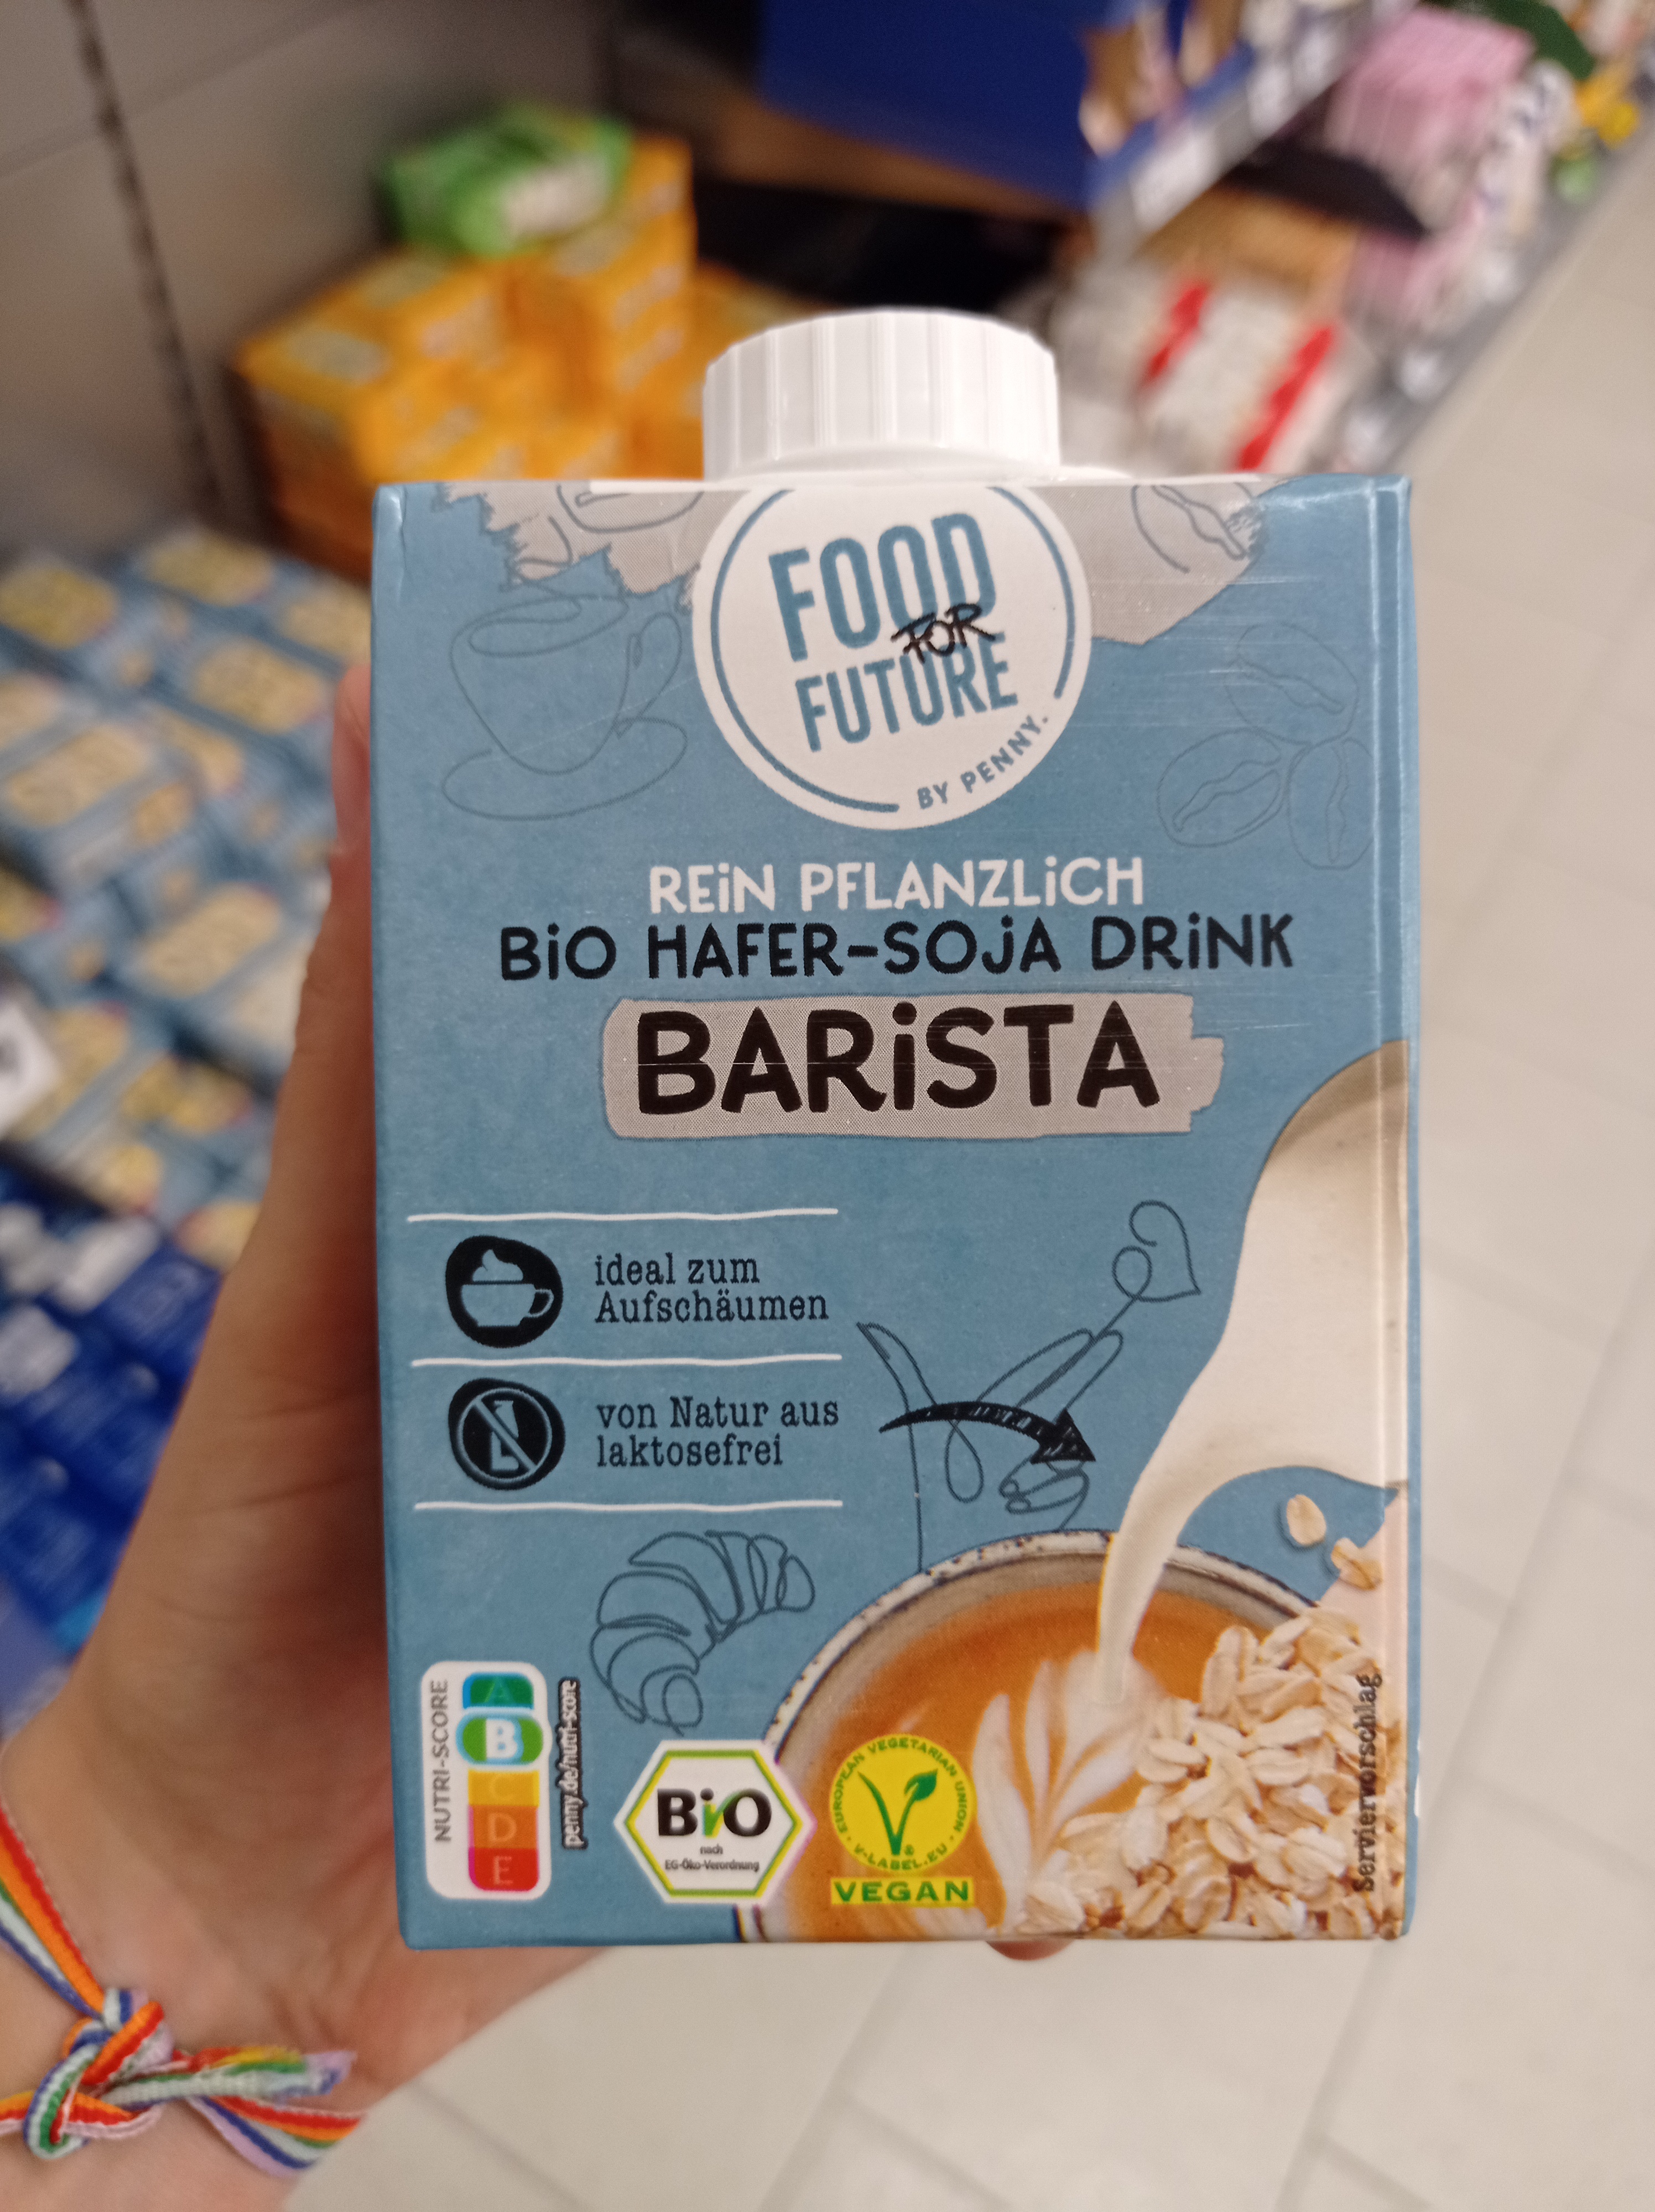 FOOD
FOR
FUTURE
BY PENNY.
REiN PFLANZLiCH
BiO HAFER-SOjA DRiNK
BARiSTA
ideal zum
Aufschäumen
von Natur aus
laktosefrei
NUTRI-SCORE
A
B
C
D
E
penny.de/nutri-score
BiO
nach
EG-Öko-Verordnung
EUROPEAN VEGETARIAN UNION
V-LABEL.EU
®
VEGAN
Serviervorschlag